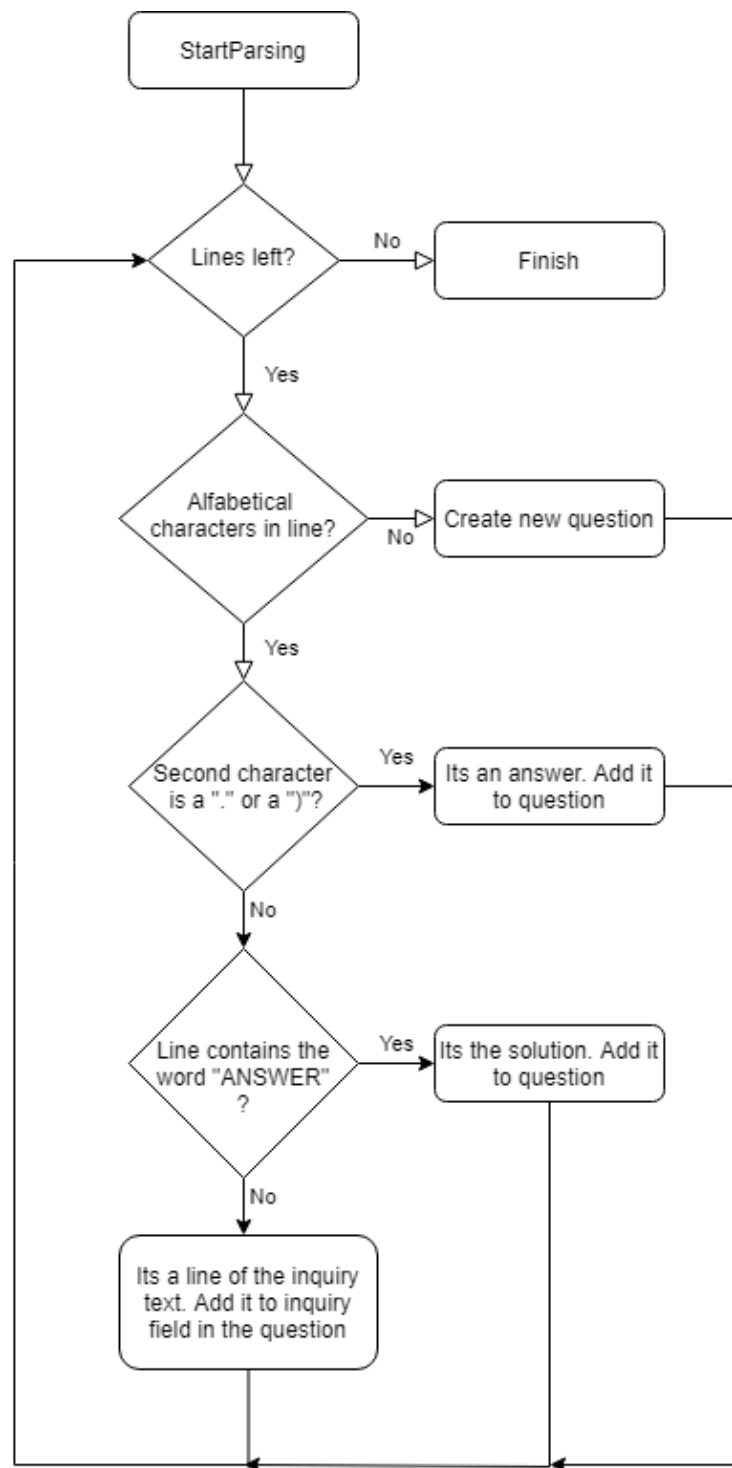 StartParsing
Lines left?
No
Finish
Yes
Alfabetical
characters in line?
No
Create new question
Yes
Second character
is a "." or a ")"?
Yes
Its an answer. Add it
to question
No
Line contains the
word "ANSWER"
?
Yes
Its the solution. Add it
to question
No
Its a line of the inquiry
text. Add it to inquiry
field in the question